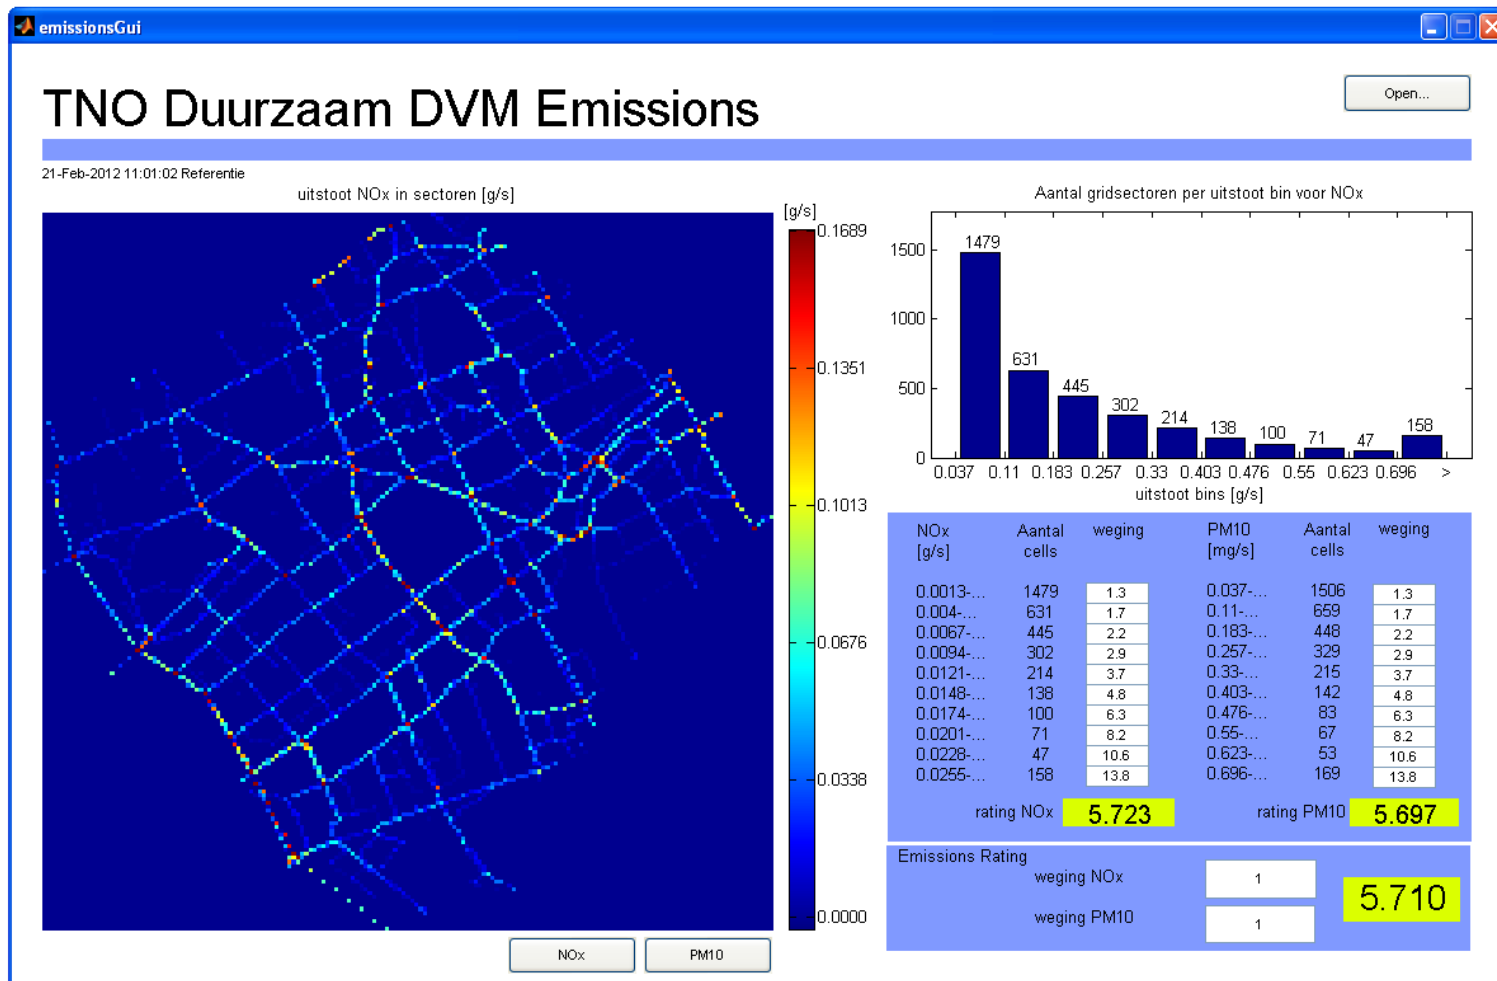 emissionsGui
TNO Duurzaam DVM Emissions
Open...
21-Feb-2012 11:01:02 Referentie
uitstoot NOx in sectoren [g/s]
[g/s]
0.1689
0.1351
0.1013
0.0676
0.0338
0.0000
NOx
PM10
Aantal gridsectoren per uitstoot bin voor NOx
1500
1000
500
0
1479
631
445
302
214
138
100
71
47
158
0.037 0.11 0.183 0.257 0.33 0.403 0.476 0.55 0.623 0.696 >
uitstoot bins [g/s]
NOx Aantal weging PM10 Aantal weging
[g/s] cells [mg/s] cells
0.0013-... 1479 1.3 0.037-... 1506 1.3
0.004-... 631 1.7 0.11-... 659 1.7
0.0067-... 445 2.2 0.183-... 448 2.2
0.0094-... 302 2.9 0.257-... 329 2.9
0.0121-... 214 3.7 0.33-... 215 3.7
0.0148-... 138 4.8 0.403-... 142 4.8
0.0174-... 100 6.3 0.476-... 83 6.3
0.0201-... 71 8.2 0.55-... 67 8.2
0.0228-... 47 10.6 0.623-... 53 10.6
0.0255-... 158 13.8 0.696-... 169 13.8
rating NOx 5.723 rating PM10 5.697
Emissions Rating
weging NOx 1
5.710
weging PM10 1